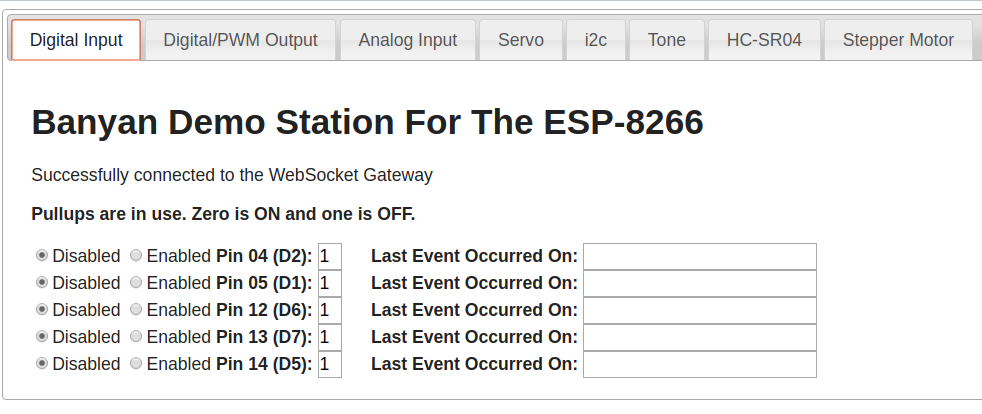 Digital Input Digital/PWM Output Analog Input Servo i2c Tone HC-SR04 Stepper Motor
Banyan Demo Station For The ESP-8266
Successfully connected to the WebSocket Gateway
Pullups are in use. Zero is ON and one is OFF.
Disabled Enabled Pin 04 (D2): 1 Last Event Occurred On:
Disabled Enabled Pin 05 (D1): 1 Last Event Occurred On:
Disabled Enabled Pin 12 (D6): 1 Last Event Occurred On:
Disabled Enabled Pin 13 (D7): 1 Last Event Occurred On:
Disabled Enabled Pin 14 (D5): 1 Last Event Occurred On: